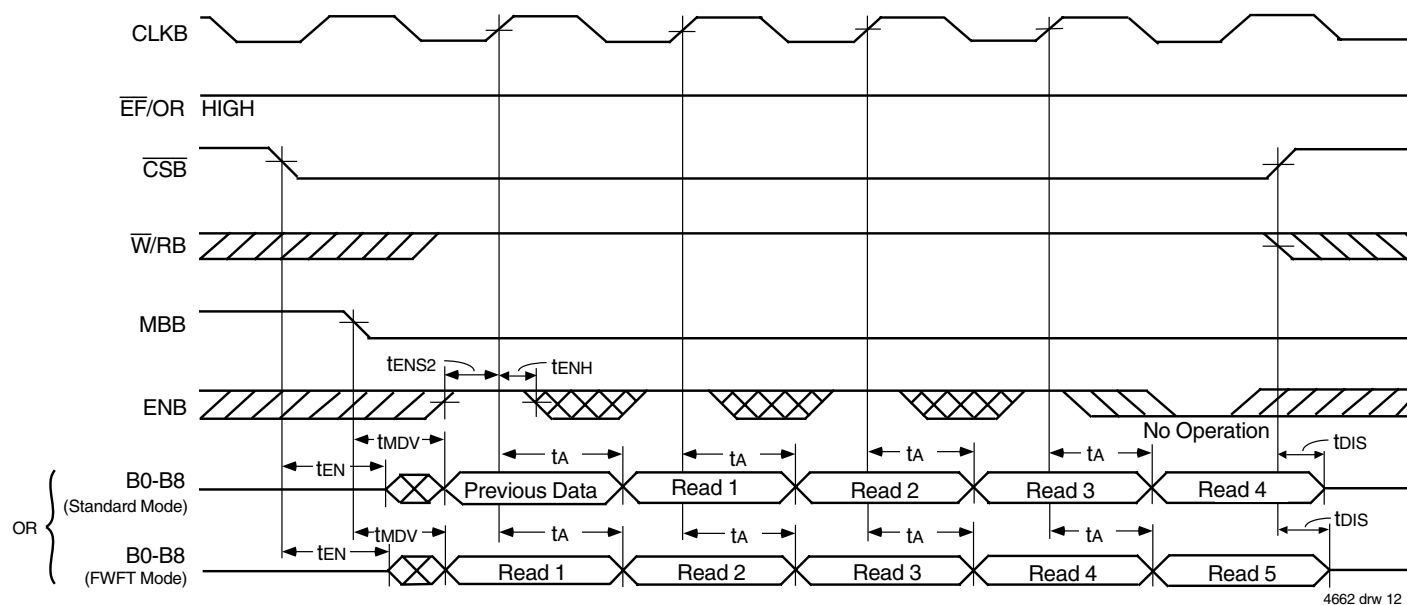 CLKB
EF/OR HIGH
CSB
W/RB
MBB
tENS2 tENH
ENB
No Operation
tMDV
tEN tA tA tA tA tDIS
B0-B8 Previous Data Read 1 Read 2 Read 3 Read 4
(Standard Mode)
OR
tMDV
tEN tA tA tA tA tDIS
B0-B8 Read 1 Read 2 Read 3 Read 4 Read 5
(FWFT Mode)
4662 drw 12